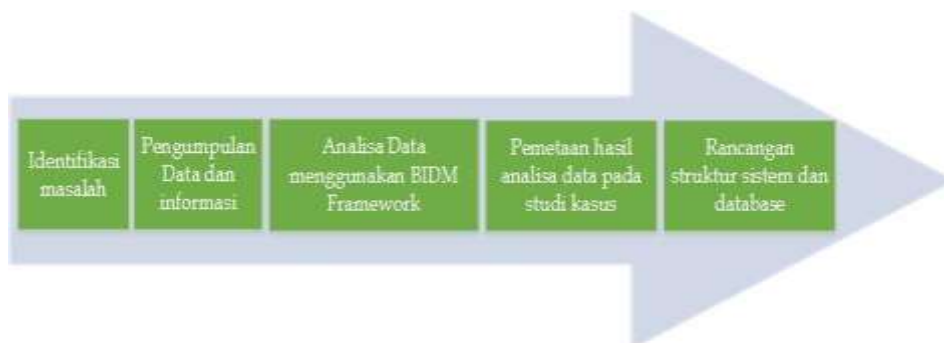 Identifikasi
masalah
Pengumpulan
Data dan
informasi
Analisa Data
menggunakan BIDM
Framework
Pemetaan hasil
analisa data pada
studi kasus
Rancangan
struktur sistem dan
database